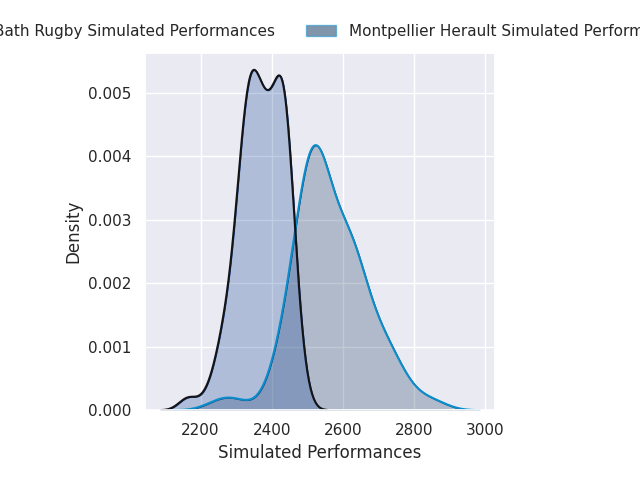 Bath Rugby Simulated Performances
Montpellier Herault Simulated Perform
0.005
0.004
0.003
0.002
0.001
0.000
Density
2200 2400 2600 2800 3000
Simulated Performances